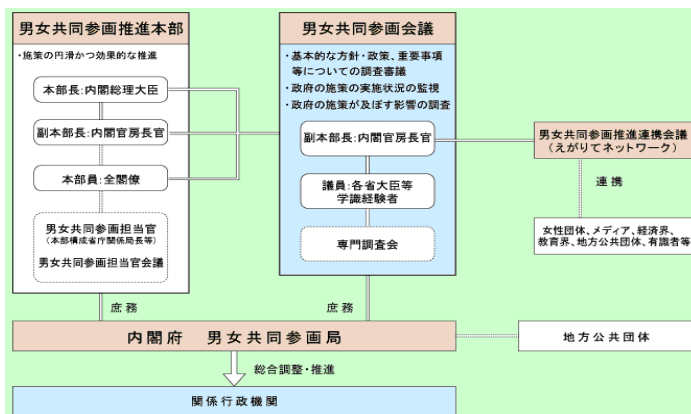 男女共同参画推進本部
・施策の円滑かつ効果的な推進
本部長:内閣総理大臣
副本部長:内閣官房長官
本部員:全閣僚
男女共同参画担当官
(本部構成省庁関係局長等)
男女共同参画担当官会議
男女共同参画会議
・基本的な方針・政策、重要事項
等についての調査審議
・政府の施策の実施状況の監視
・政府の施策が及ぼす影響の調査
副本部長:内閣官房長官
議員:各省大臣等
学識経験者
専門調査会
男女共同参画推進連携会議
(えがりてネットワーク)
連携
女性団体、メディア、経済界、
教育界、地方公共団体、有識者等
庶務
庶務
内閣府 男女共同参画局
地方公共団体
総合調整・推進
関係行政機関